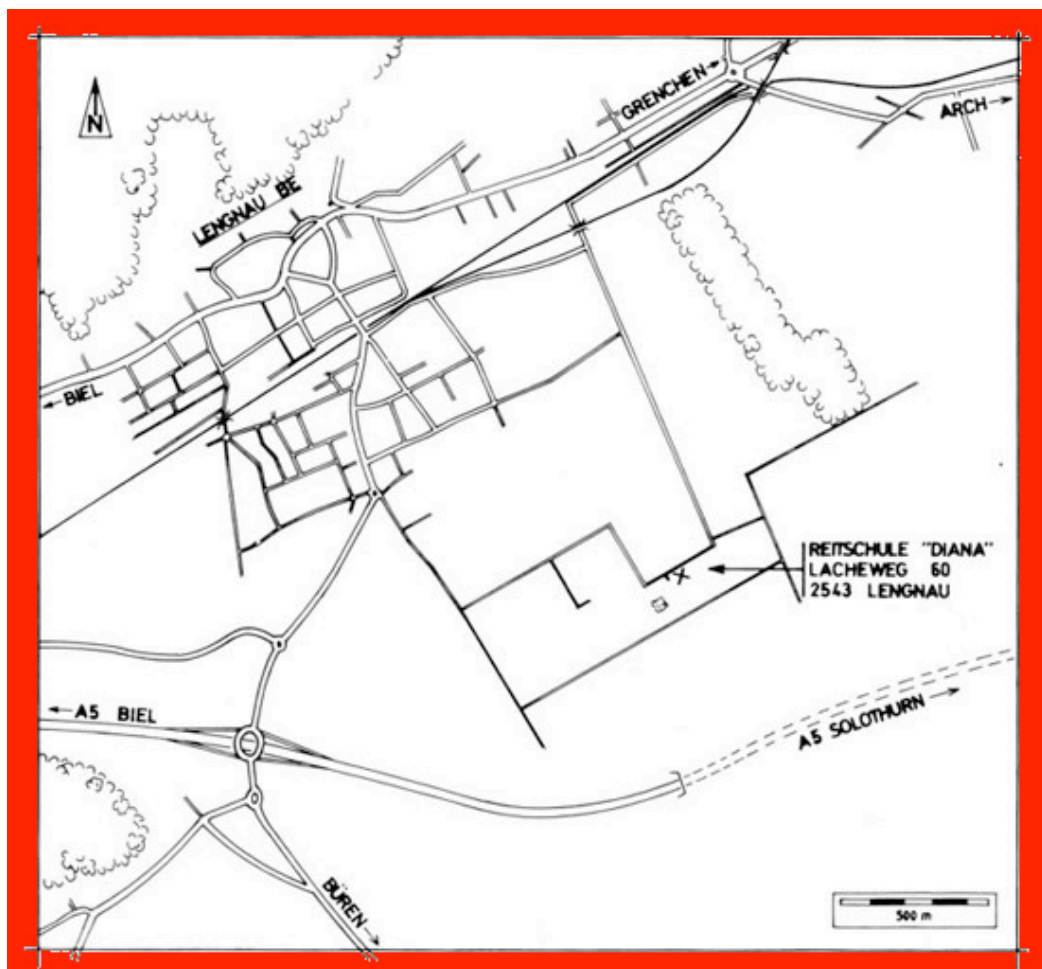 N
GRENCHEN →
ARCH →
LENGNAU BE
← BIEL
REITSCHULE "DIANA"
LACHEWEG 60
2543 LENGNAU
← A5 BIEL
A5 SOLOTHURN →
BÜREN →
500 m